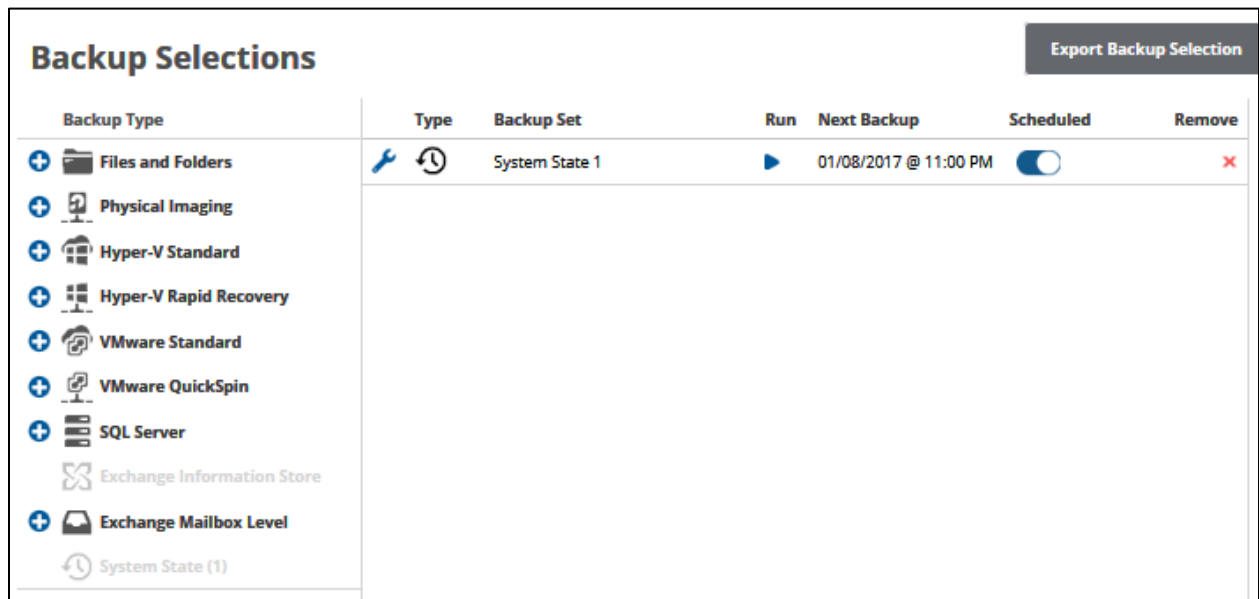 Backup Selections
Export Backup Selection
Backup Type
Type Backup Set Run Next Backup Scheduled Remove
Files and Folders
System State 1 01/08/2017 @ 11:00 PM
Physical Imaging
Hyper-V Standard
Hyper-V Rapid Recovery
VMware Standard
VMware QuickSpin
SQL Server
Exchange Information Store
Exchange Mailbox Level
System State (1)